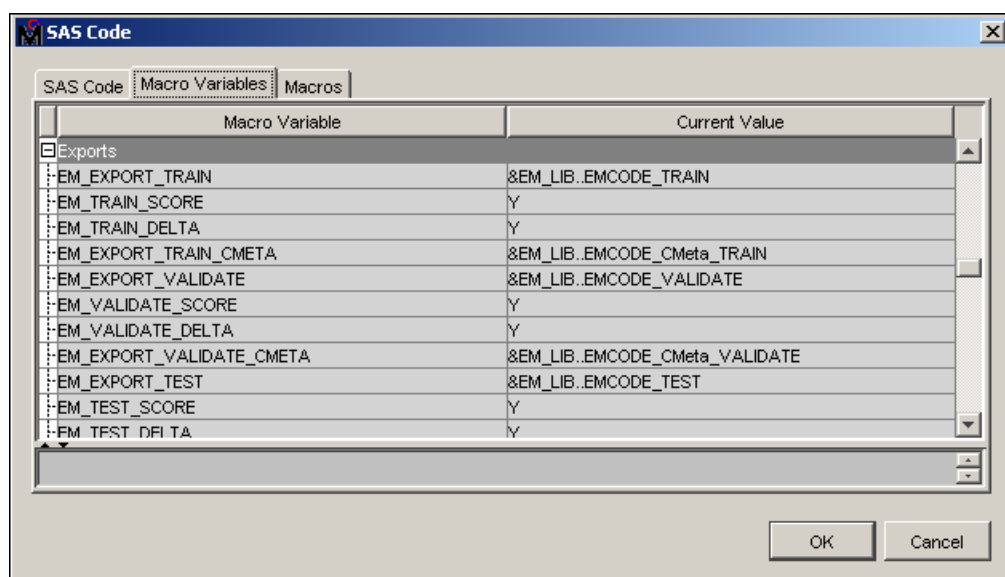 SAS Code
SAS Code Macro Variables Macros
Macro Variable Current Value
Exports
EM_EXPORT_TRAIN &EM_LIB..EMCODE_TRAIN
EM_TRAIN_SCORE Y
EM_TRAIN_DELTA Y
EM_EXPORT_TRAIN_CMETA &EM_LIB..EMCODE_CMeta_TRAIN
EM_EXPORT_VALIDATE &EM_LIB..EMCODE_VALIDATE
EM_VALIDATE_SCORE Y
EM_VALIDATE_DELTA Y
EM_EXPORT_VALIDATE_CMETA &EM_LIB..EMCODE_CMeta_VALIDATE
EM_EXPORT_TEST &EM_LIB..EMCODE_TEST
EM_TEST_SCORE Y
EM_TEST_DELTA Y
OK Cancel